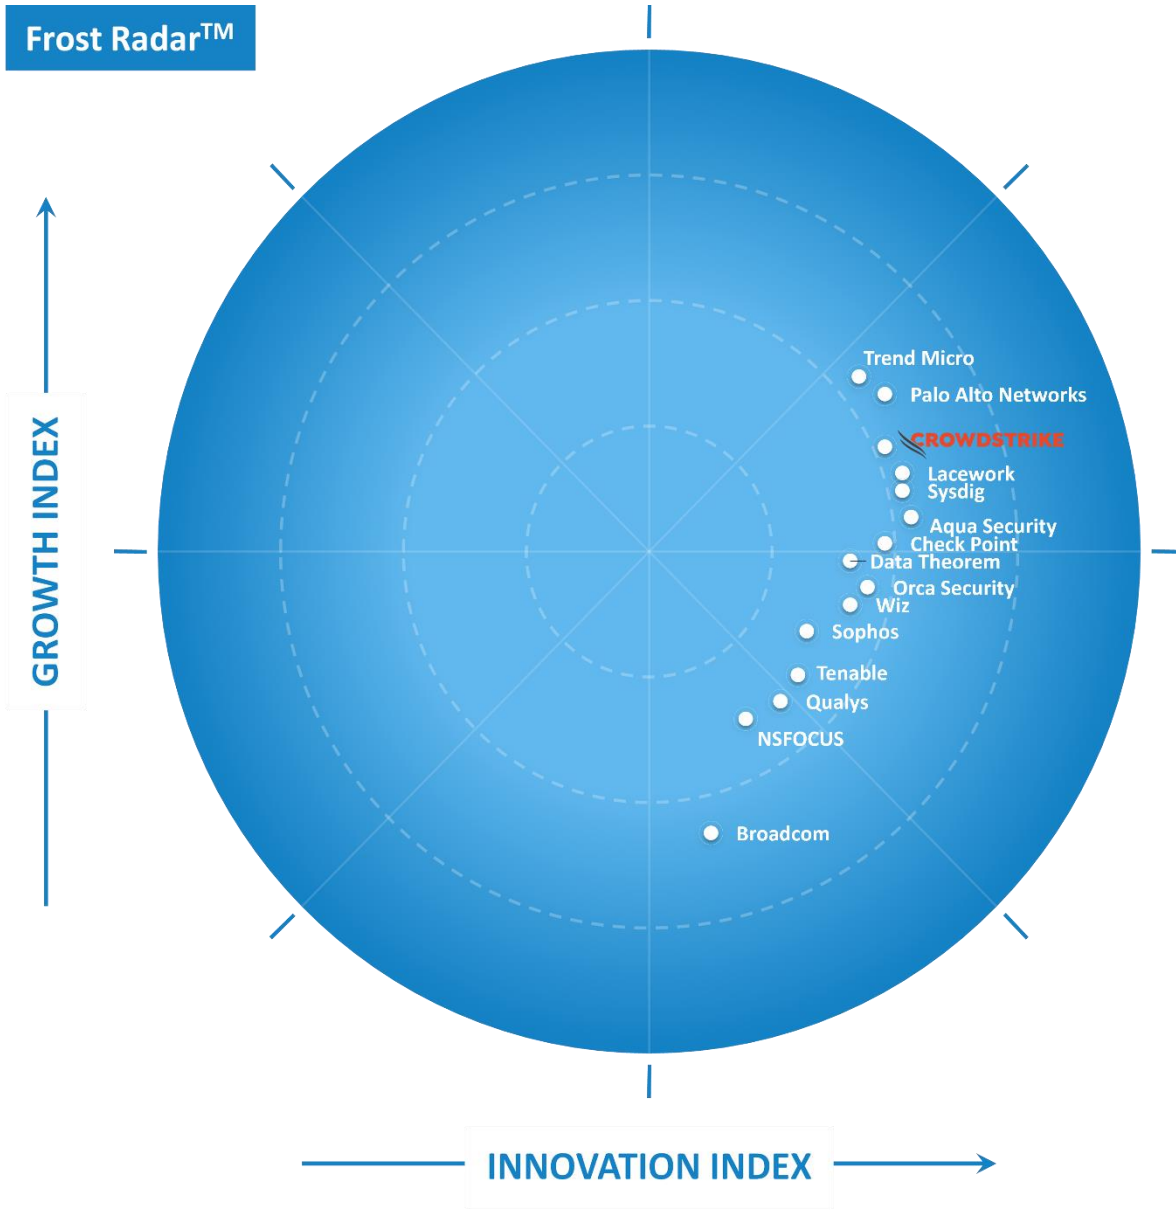 Frost Radar™
GROWTH INDEX
Trend Micro
Palo Alto Networks
CROWDSTRIKE
Lacework
Sysdig
Aqua Security
Check Point
Data Theorem
Orca Security
Wiz
Sophos
Tenable
Qualys
NSFOCUS
Broadcom
INNOVATION INDEX